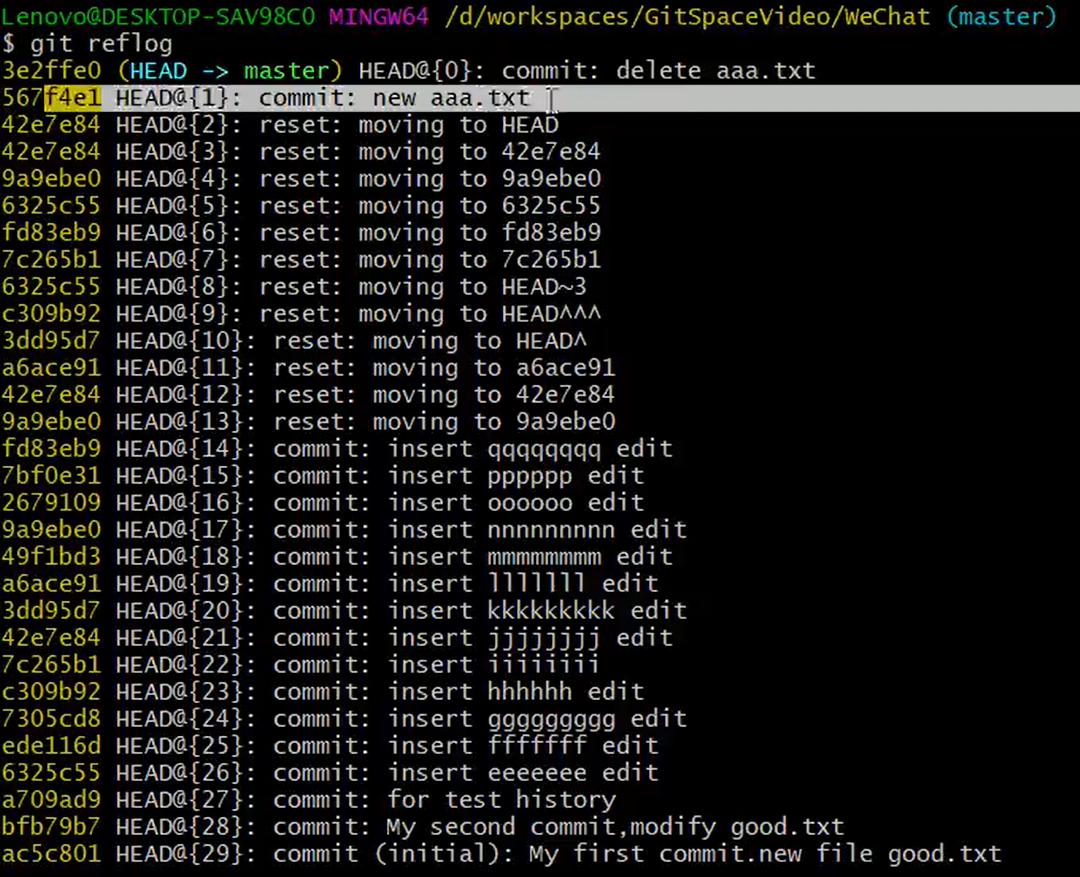 Lenovo@DESKTOP-SAV98CO MINGW64 /d/workspaces/GitSpaceVideo/WeChat (master)
$ git reflog
3e2ffe0 (HEAD -> master) HEAD@{0}: commit: delete aaa.txt
567f4e1 HEAD@{1}: commit: new aaa.txt
42e7e84 HEAD@{2}: reset: moving to HEAD
42e7e84 HEAD@{3}: reset: moving to 42e7e84
9a9ebe0 HEAD@{4}: reset: moving to 9a9ebe0
6325c55 HEAD@{5}: reset: moving to 6325c55
fd83eb9 HEAD@{6}: reset: moving to fd83eb9
7c265b1 HEAD@{7}: reset: moving to 7c265b1
6325c55 HEAD@{8}: reset: moving to HEAD~3
c309b92 HEAD@{9}: reset: moving to HEAD^^^
3dd95d7 HEAD@{10}: reset: moving to HEAD^
a6ace91 HEAD@{11}: reset: moving to a6ace91
42e7e84 HEAD@{12}: reset: moving to 42e7e84
9a9ebe0 HEAD@{13}: reset: moving to 9a9ebe0
fd83eb9 HEAD@{14}: commit: insert qqqqqqqq edit
7bf0e31 HEAD@{15}: commit: insert pppppp edit
2679109 HEAD@{16}: commit: insert oooooo edit
9a9ebe0 HEAD@{17}: commit: insert nnnnnnnnn edit
49f1bd3 HEAD@{18}: commit: insert mmmmmmmm edit
a6ace91 HEAD@{19}: commit: insert lllllll edit
3dd95d7 HEAD@{20}: commit: insert kkkkkkkkk edit
42e7e84 HEAD@{21}: commit: insert jjjjjjjj edit
7c265b1 HEAD@{22}: commit: insert iiiiiiii
c309b92 HEAD@{23}: commit: insert hhhhhh edit
7305cd8 HEAD@{24}: commit: insert ggggggggg edit
ede116d HEAD@{25}: commit: insert fffffff edit
6325c55 HEAD@{26}: commit: insert eeeeeee edit
a709ad9 HEAD@{27}: commit: for test history
bfb79b7 HEAD@{28}: commit: My second commit,modify good.txt
ac5c801 HEAD@{29}: commit (initial): My first commit.new file good.txt